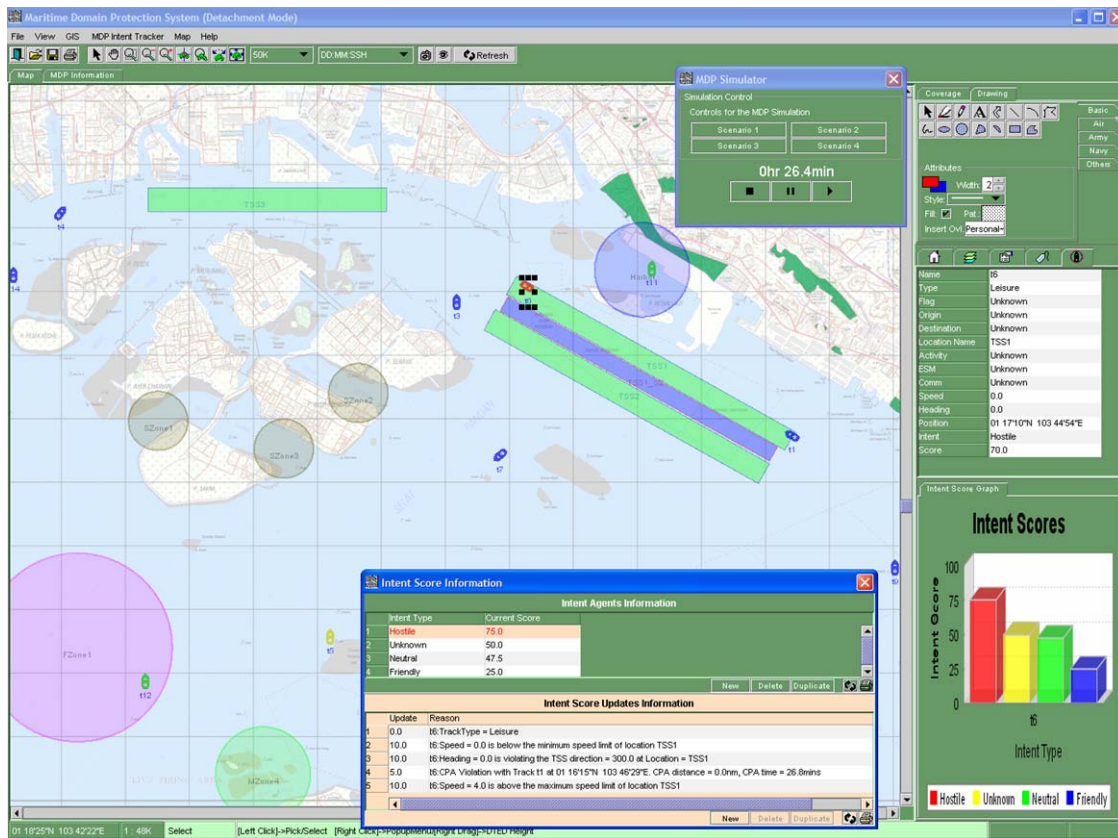 Maritime Domain Protection System (Detachment Mode)
File View GIS MDP Intent Tracker Map Help
50K DD:MM:SSH Refresh
Map MDP Information
MDP Simulator
Simulation Control
Controls for the MDP Simulation
Scenario 1 Scenario 2
Scenario 3 Scenario 4
0hr 26.4min
Coverage Drawing
Basic
Air
Army
Navy
Others
Attributes
Width: 2
Style:
Fill: Pat.:
Insert Ovl. Personal
Name t6
Type Leisure
Flag Unknown
Origin Unknown
Destination Unknown
Location Name TSS1
Activity Unknown
ESM Unknown
Comm Unknown
Speed 0.0
Heading 0.0
Position 01 17'10"N 103 44'54"E
Intent Hostile
Score 70.0
Intent Score Graph
Intent Scores
100
75
50
25
0
Intent Score
t6
Intent Type
Hostile Unknown Neutral Friendly
TSS3
t4
t4
t3
t11
TSS1
TSS2
t1
t7
SZone1
SZone2
SZone3
FZone1
t12
t5
MZone4
Intent Score Information
Intent Agents Information
Intent Type Current Score
1 Hostile 75.0
2 Unknown 50.0
3 Neutral 47.5
4 Friendly 25.0
New Delete Duplicate
Intent Score Updates Information
Update Reason
1 0.0 t6:TrackType = Leisure
2 10.0 t6:Speed = 0.0 is below the minimum speed limit of location TSS1
3 10.0 t6:Heading = 0.0 is violating the TSS direction = 300.0 at Location = TSS1
4 5.0 t6:CPA Violation with Track t1 at 01 16'15"N 103 46'29"E. CPA distance = 0.0nm, CPA time = 26.8mins
5 10.0 t6:Speed = 4.0 is above the maximum speed limit of location TSS1
New Delete Duplicate
01 18'25"N 103 42'22"E 1 : 48K Select [Left Click]->Pick/Select [Right Click]->PopupMenu[Right Drag]->DTED Height